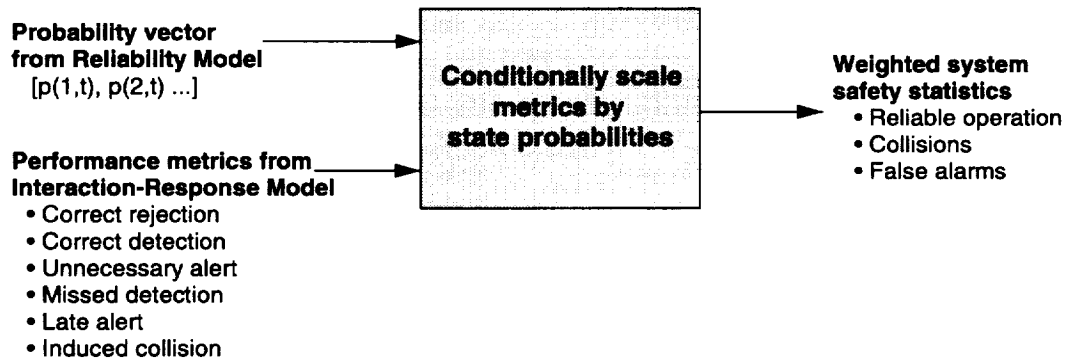 Probability vector
from Reliability Model
[p(1,t), p(2,t) ...]
Performance metrics from
Interaction-Response Model
• Correct rejection
• Correct detection
• Unnecessary alert
• Missed detection
• Late alert
• Induced collision
Conditionally scale
metrics by
state probabilities
Weighted system
safety statistics
• Reliable operation
• Collisions
• False alarms